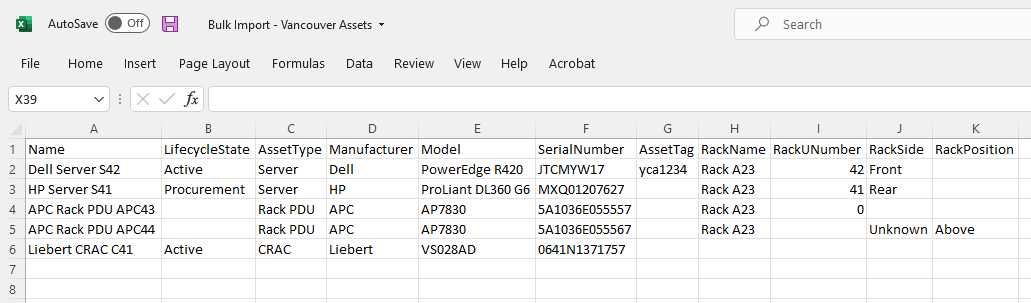 AutoSave Off Bulk Import - Vancouver Assets Search
File Home Insert Page Layout Formulas Data Review View Help Acrobat
X39 fx
A B C D E F G H I J K
1 Name LifecycleState AssetType Manufacturer Model SerialNumber AssetTag RackName RackUNumber RackSide RackPosition
2 Dell Server S42 Active Server Dell PowerEdge R420 JTCMYW17 yca1234 Rack A23 42 Front
3 HP Server S41 Procurement Server HP ProLiant DL360 G6 MXQ01207627 Rack A23 41 Rear
4 APC Rack PDU APC43 Rack PDU APC AP7830 5A1036E055557 Rack A23 0
5 APC Rack PDU APC44 Rack PDU APC AP7830 5A1036E055567 Rack A23 Unknown Above
6 Liebert CRAC C41 Active CRAC Liebert VS028AD 0641N1371757
7
8